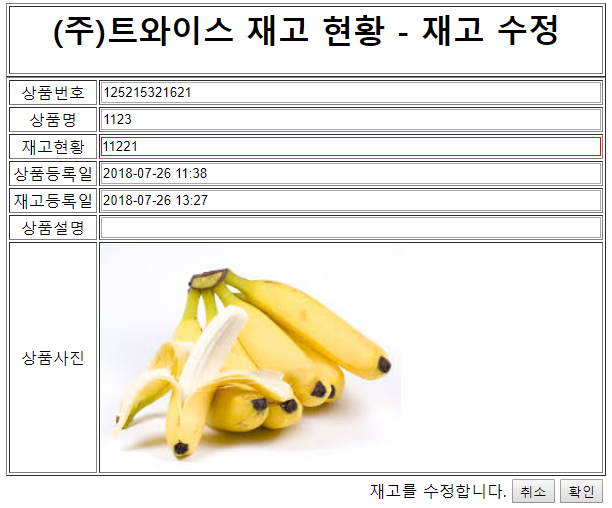 (주)트와이스 재고 현황 - 재고 수정
상품번호 125215321621
상품명 1123
재고현황 11221
상품등록일 2018-07-26 11:38
재고등록일 2018-07-26 13:27
상품설명
상품사진
재고를 수정합니다. 취소 확인